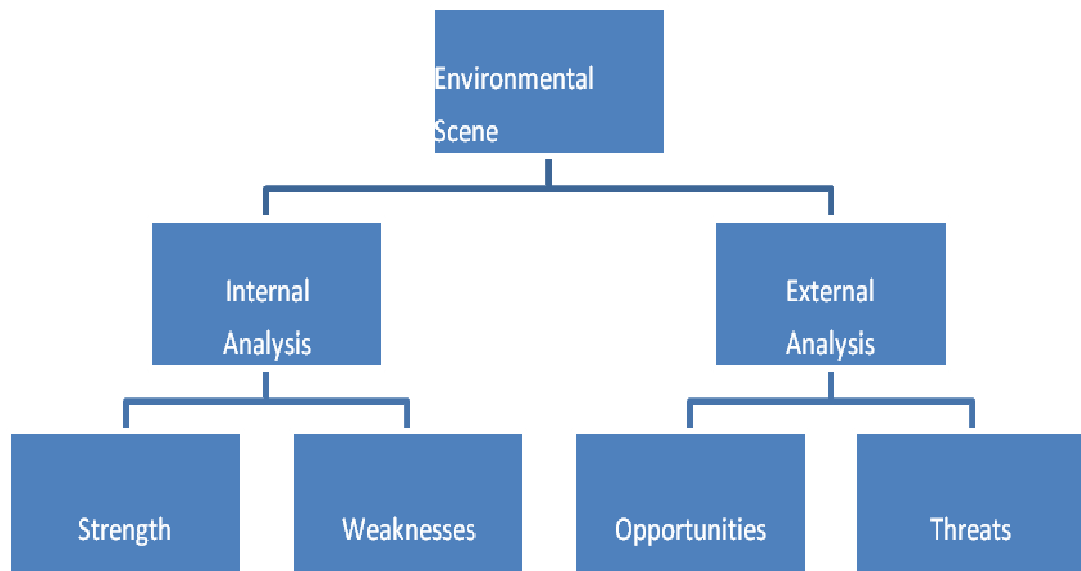 Environmental
Scene
Internal
Analysis
External
Analysis
Strength
Weaknesses
Opportunities
Threats